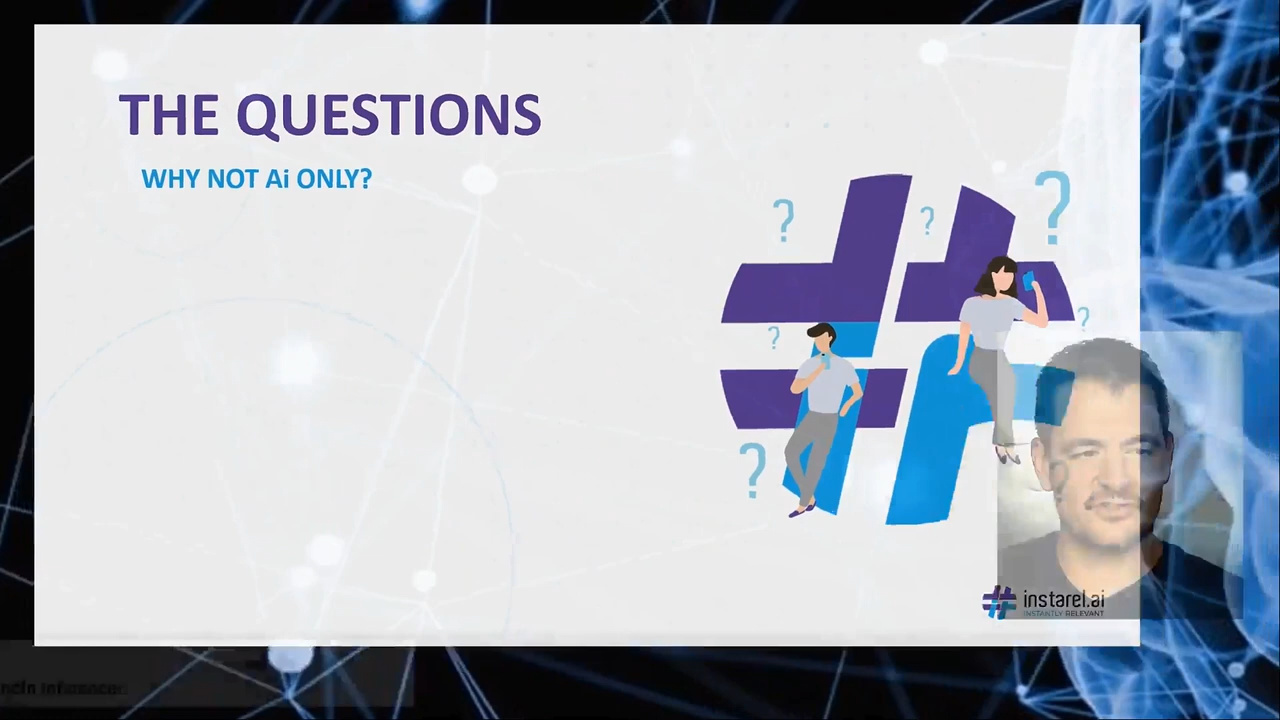 THE QUESTIONS
WHY NOT Ai ONLY?
?
?
?
?
?
?
instarel.ai
INSTANTLY RELEVANT